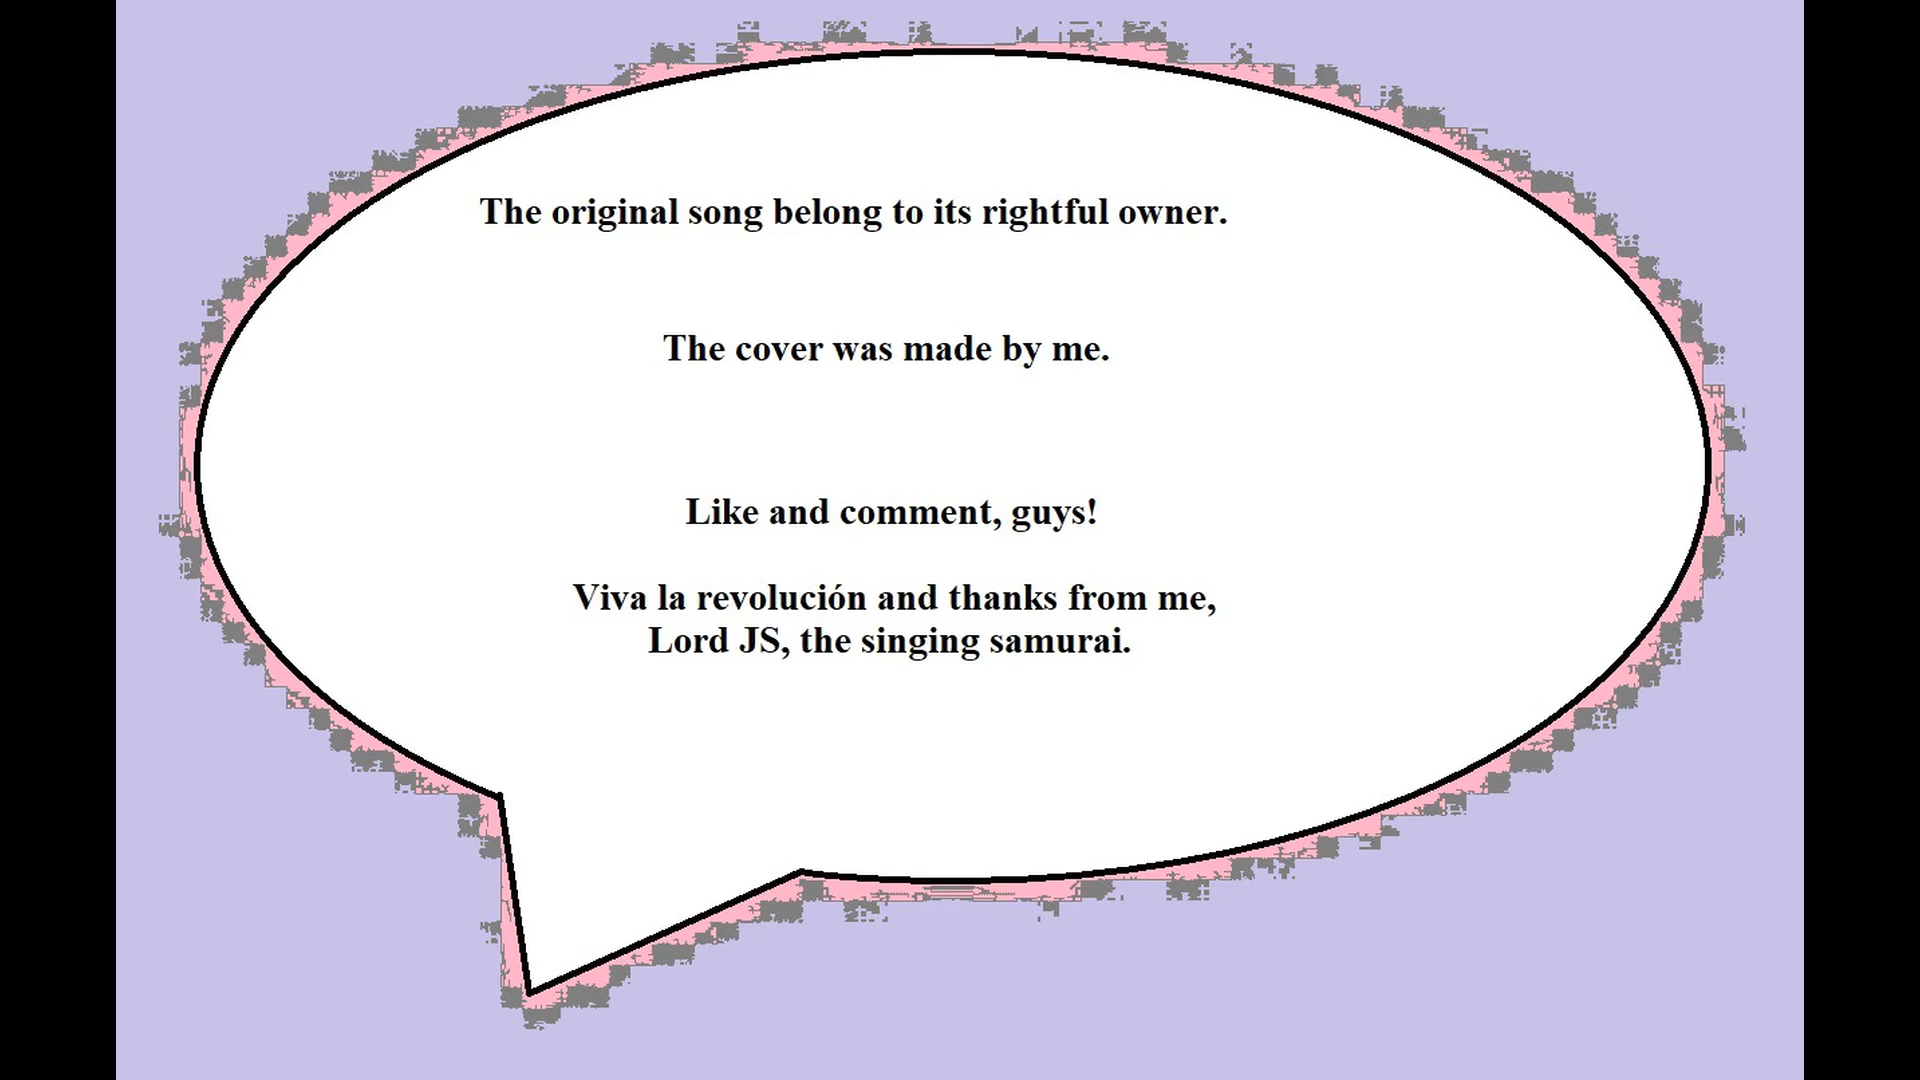 The original song belong to its rightful owner.
The cover was made by me.
Like and comment, guys!
Viva la revolución and thanks from me,
Lord JS, the singing samurai.